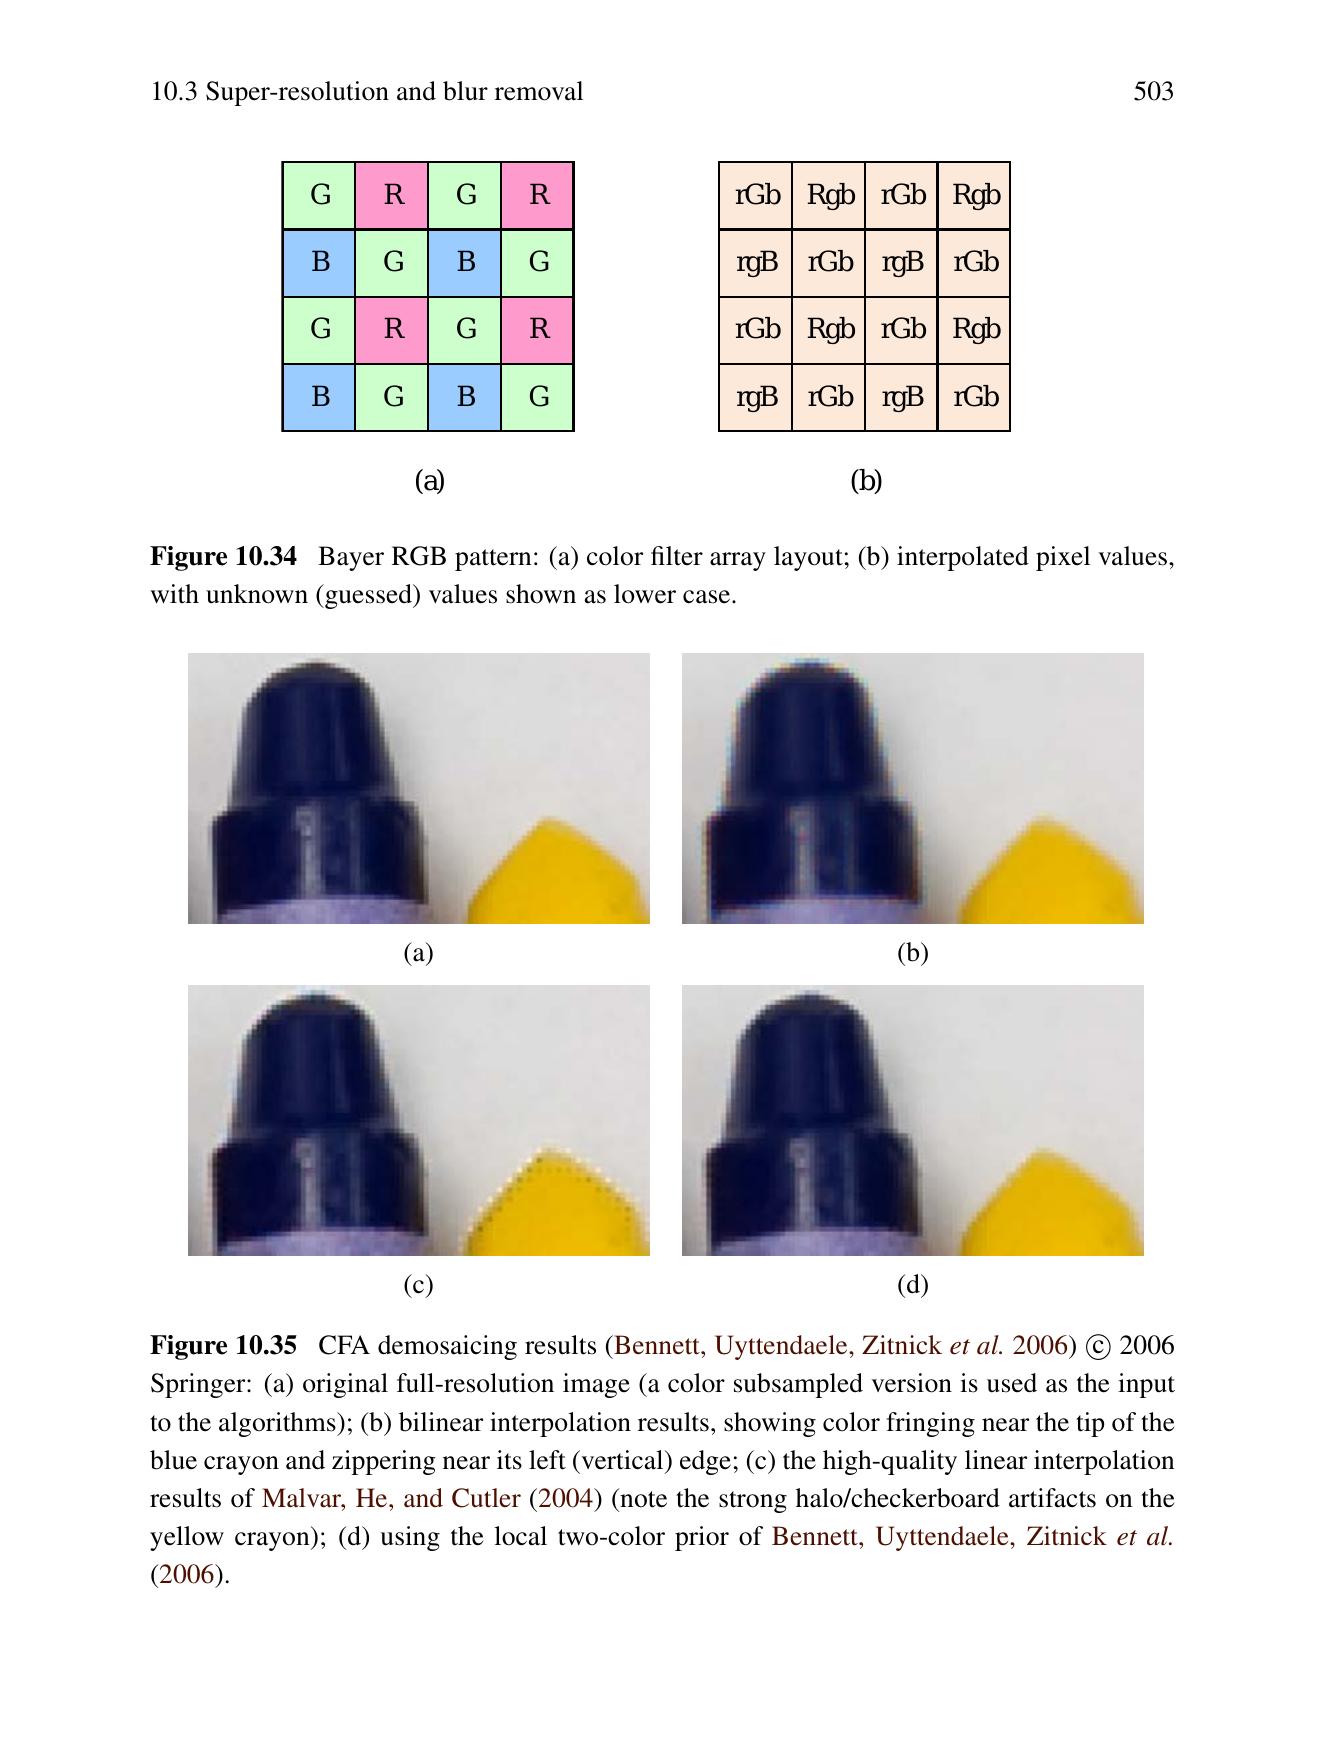 10.3 Super-resolution and blur removal 503
G R G R
B G B G
G R G R
B G B G
(a)
rGb Rgb rGb Rgb
rgB rGb rgB rGb
rGb Rgb rGb Rgb
rgB rGb rgB rGb
(b)
Figure 10.34 Bayer RGB pattern: (a) color filter array layout; (b) interpolated pixel values,
with unknown (guessed) values shown as lower case.
(a) (b)
(c) (d)
Figure 10.35 CFA demosaicing results (Bennett, Uyttendaele, Zitnick et al. 2006) © 2006
Springer: (a) original full-resolution image (a color subsampled version is used as the input
to the algorithms); (b) bilinear interpolation results, showing color fringing near the tip of the
blue crayon and zippering near its left (vertical) edge; (c) the high-quality linear interpolation
results of Malvar, He, and Cutler (2004) (note the strong halo/checkerboard artifacts on the
yellow crayon); (d) using the local two-color prior of Bennett, Uyttendaele, Zitnick et al.
(2006).